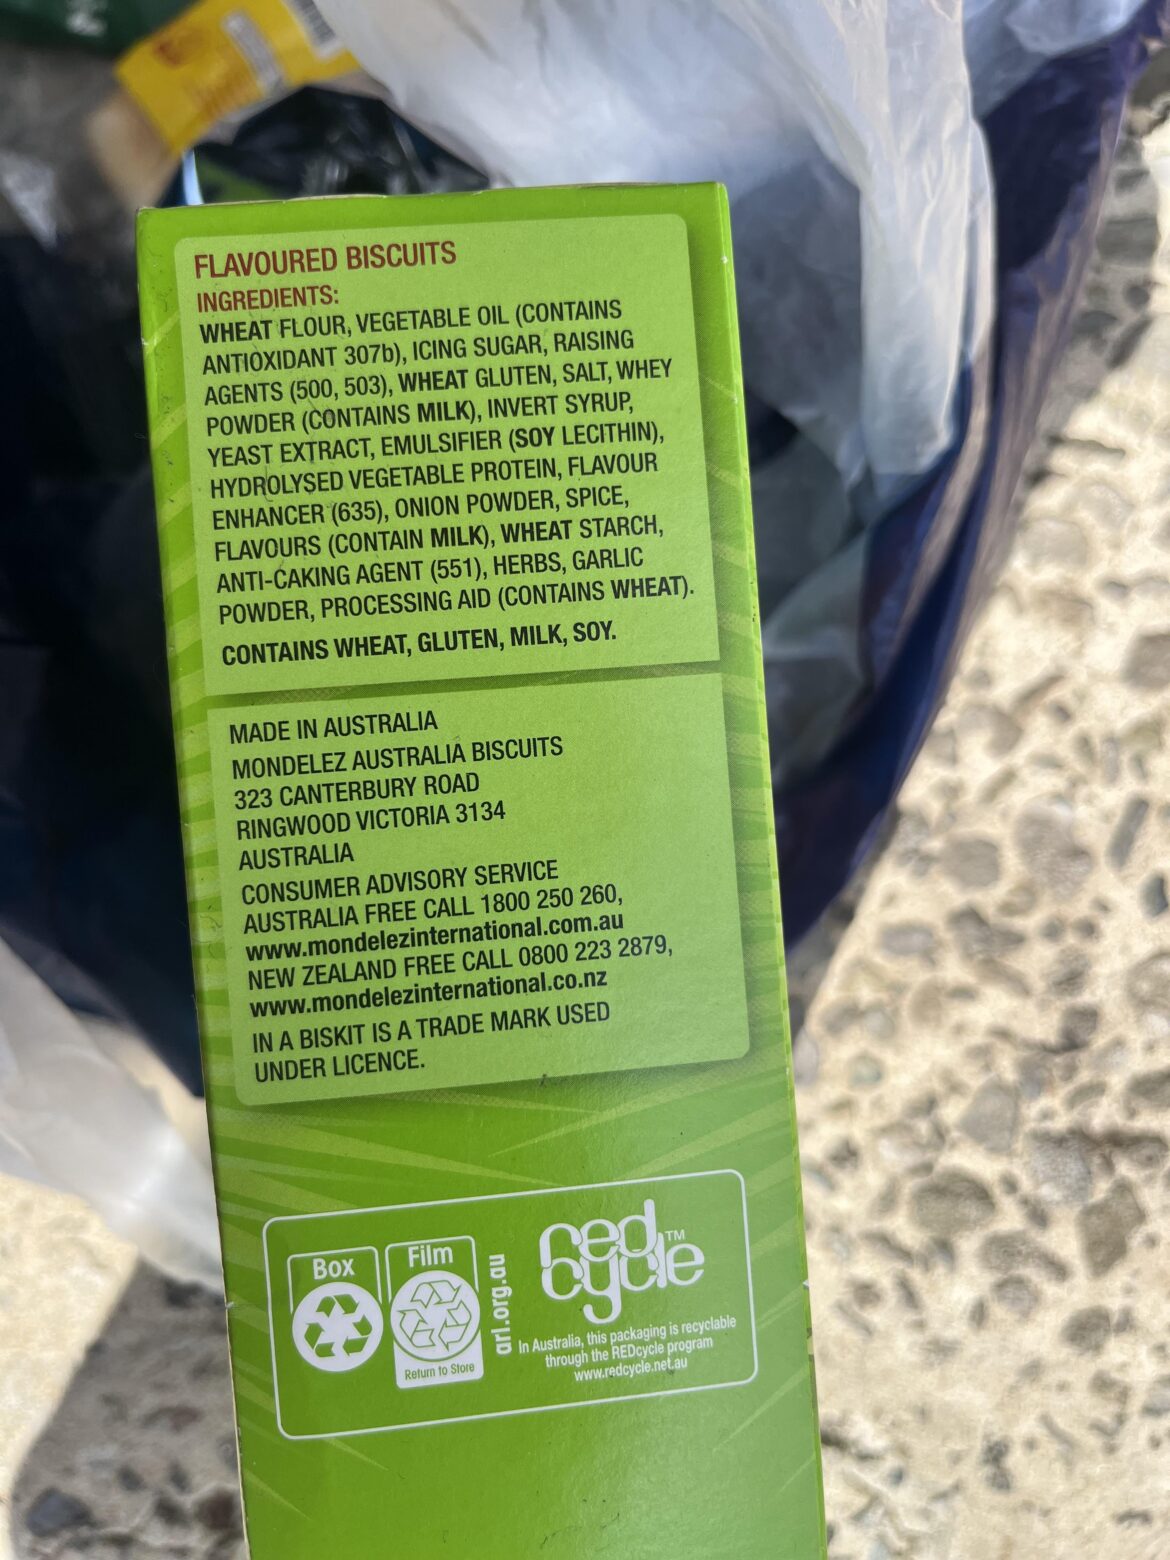 FLAVOURED BISCUITS
INGREDIENTS:
WHEAT FLOUR, VEGETABLE OIL (CONTAINS
ANTIOXIDANT 307b), ICING SUGAR, RAISING
AGENTS (500, 503), WHEAT GLUTEN, SALT, WHEY
POWDER (CONTAINS MILK), INVERT SYRUP,
YEAST EXTRACT, EMULSIFIER (SOY LECITHIN),
HYDROLYSED VEGETABLE PROTEIN, FLAVOUR
ENHANCER (635), ONION POWDER, SPICE,
FLAVOURS (CONTAIN MILK), WHEAT STARCH,
ANTI-CAKING AGENT (551), HERBS, GARLIC
POWDER, PROCESSING AID (CONTAINS WHEAT).
CONTAINS WHEAT, GLUTEN, MILK, SOY.
MADE IN AUSTRALIA
MONDELEZ AUSTRALIA BISCUITS
323 CANTERBURY ROAD
RINGWOOD VICTORIA 3134
AUSTRALIA
CONSUMER ADVISORY SERVICE
AUSTRALIA FREE CALL 1800 250 260,
www.mondelezinternational.com.au
NEW ZEALAND FREE CALL 0800 223 2879,
www.mondelezinternational.co.nz
IN A BISKIT IS A TRADE MARK USED
UNDER LICENCE.
Box
Film
Return to Store
arl.org.au
red
cycle™
In Australia, this packaging is recyclable
through the REDcycle program
www.redcycle.net.au